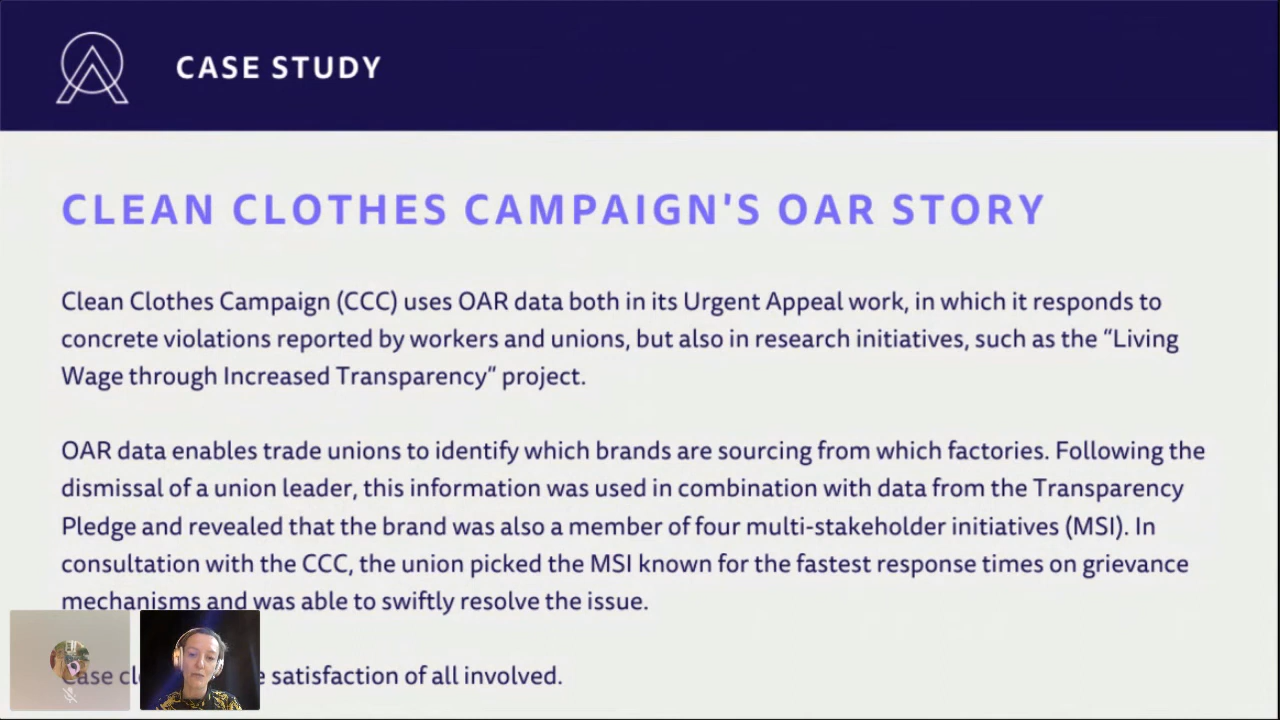 CASE STUDY
CLEAN CLOTHES CAMPAIGN'S OAR STORY
Clean Clothes Campaign (CCC) uses OAR data both in its Urgent Appeal work, in which it responds to
concrete violations reported by workers and unions, but also in research initiatives, such as the “Living
Wage through Increased Transparency” project.
OAR data enables trade unions to identify which brands are sourcing from which factories. Following the
dismissal of a union leader, this information was used in combination with data from the Transparency
Pledge and revealed that the brand was also a member of four multi-stakeholder initiatives (MSI). In
consultation with the CCC, the union picked the MSI known for the fastest response times on grievance
mechanisms and was able to swiftly resolve the issue.
Case satisfaction of all involved.